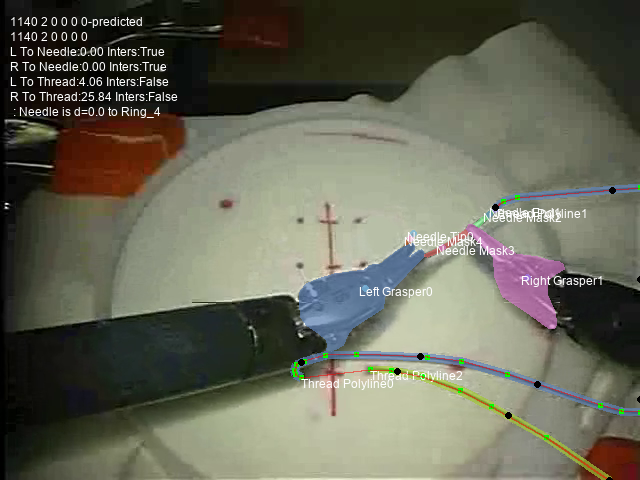 1140 2 0 0 0 0-predicted
1140 2 0 0 0 0
L To Needle:0.00 Inters:True
R To Needle:0.00 Inters:True
L To Thread:4.06 Inters:False
R To Thread:25.84 Inters:False
: Needle is d=0.0 to Ring_4
Needle Mask2
Needle Tip0
Needle Mask4
Needle Mask3
Right Grasper1
Left Grasper0
Thread Polyline2
Thread Polyline0